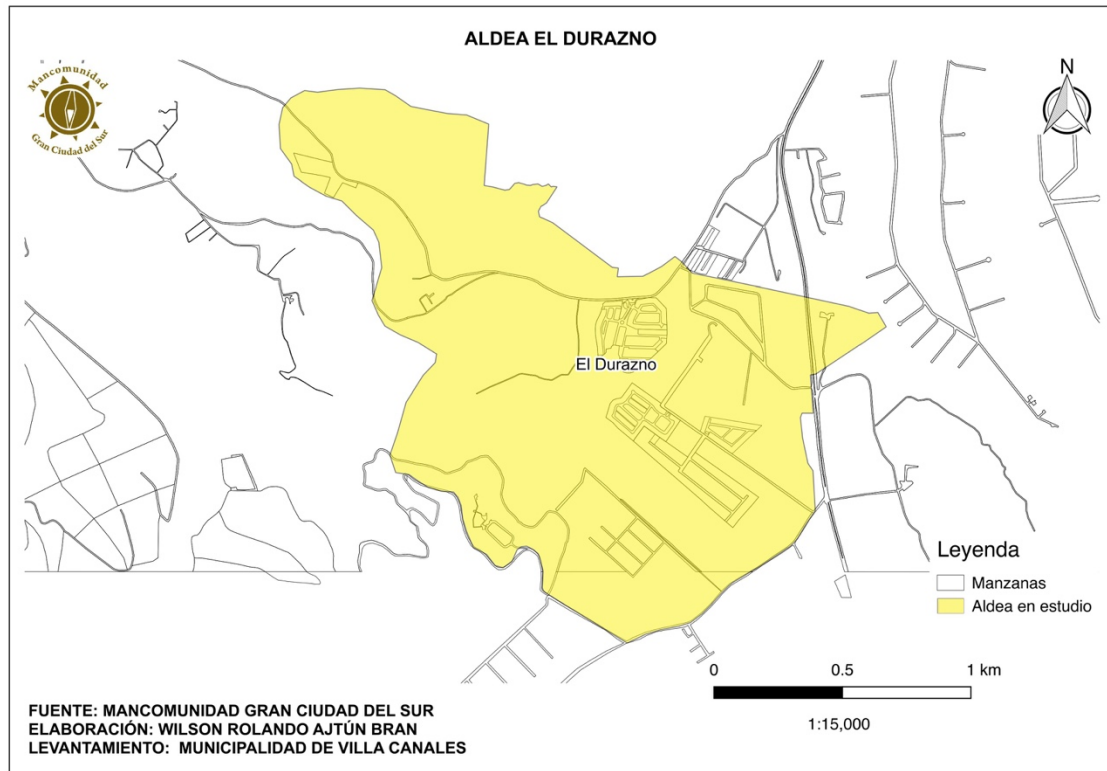 ALDEA EL DURAZNO
Mancomunidad
Gran Ciudad del Sur
N
El Durazno
Leyenda
Manzanas
Aldea en estudio
0 0.5 1 km
1:15,000
FUENTE: MANCOMUNIDAD GRAN CIUDAD DEL SUR
ELABORACIÓN: WILSON ROLANDO AJTÚN BRAN
LEVANTAMIENTO: MUNICIPALIDAD DE VILLA CANALES